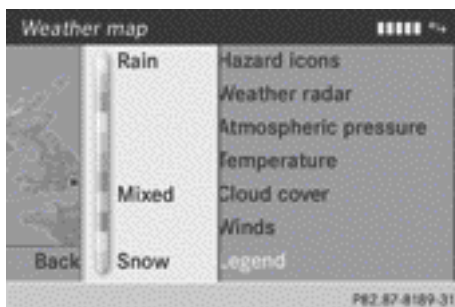 Weather map
Rain
Mixed
Snow
Hazard icons
Weather radar
Atmospheric pressure
Temperature
Cloud cover
Winds
Legend
Back
P82.87-8189-31